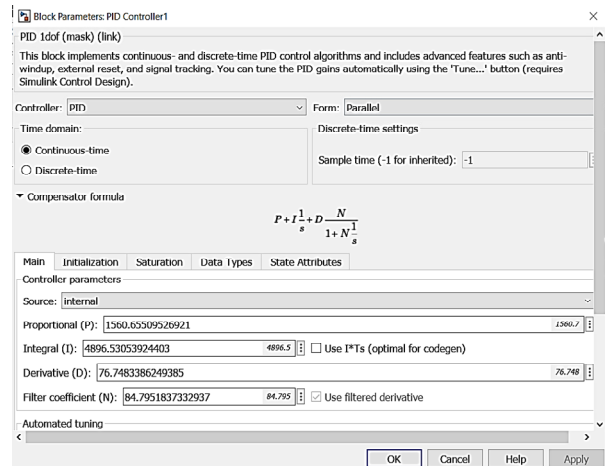 Block Parameters: PID Controller1
PID 1dof (mask) (link)
This block implements continuous- and discrete-time PID control algorithms and includes advanced features such as anti-
windup, external reset, and signal tracking. You can tune the PID gains automatically using the 'Tune...' button (requires
Simulink Control Design).
Controller: PID Form: Parallel
Time domain: Discrete-time settings
Continuous-time
Sample time (-1 for inherited): -1
Discrete-time
Compensator formula
P+I 1/s +D N/(1+N 1/s)
Main Initialization Saturation Data Types State Attributes
Controller parameters
Source: internal
Proportional (P): 1560.65509526921 1560.7
Integral (I): 4896.53053924403 4896.5 Use I*Ts (optimal for codegen)
Derivative (D): 76.7483386249385 76.748
Filter coefficient (N): 84.7951837332937 84.795 Use filtered derivative
Automated tuning
OK Cancel Help Apply